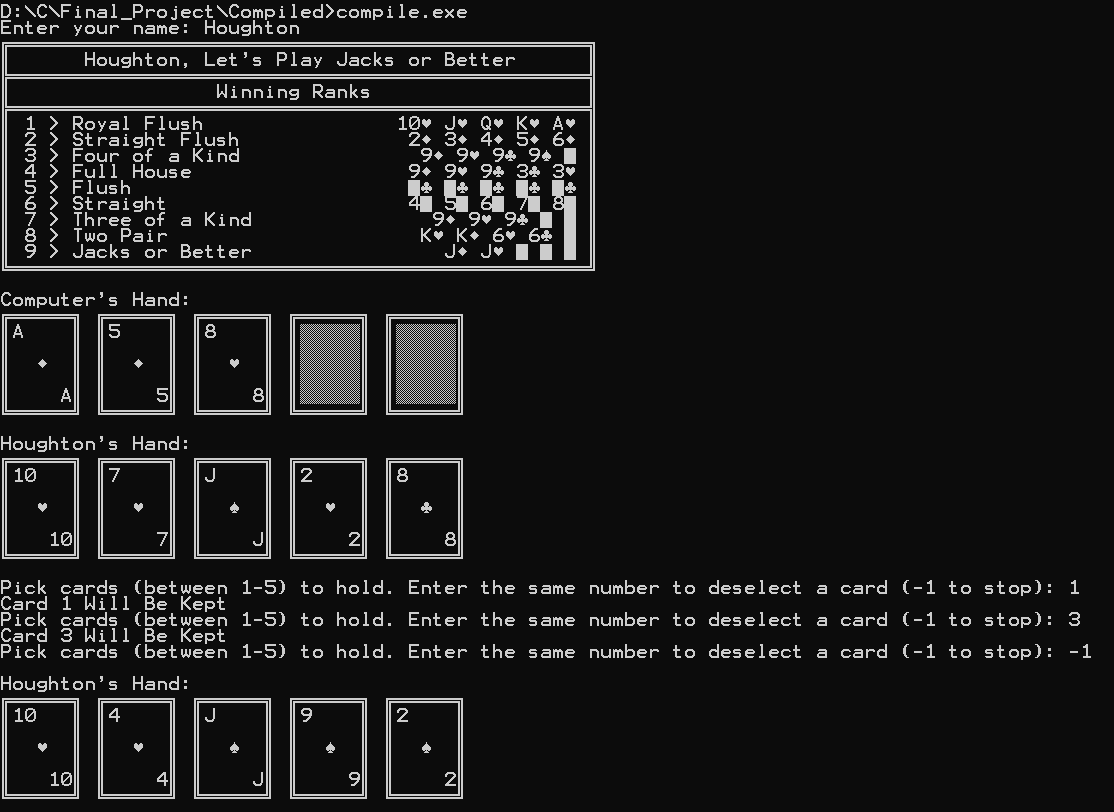 D:\C\Final_Project\Compiled>compile.exe
Enter your name: Houghton
Houghton, Let's Play Jacks or Better
Winning Ranks
1 > Royal Flush 10♥ J♥ Q♥ K♥ A♥
2 > Straight Flush 2♦ 3♦ 4♦ 5♦ 6♦
3 > Four of a Kind 9♦ 9♥ 9♣ 9♠ █
4 > Full House 9♦ 9♥ 9♣ 3♣ 3♥
5 > Flush █♣ █♣ █♣ █♣ █♣
6 > Straight 4█ 5█ 6█ 7█ 8█
7 > Three of a Kind 9♦ 9♥ 9♣ █ █
8 > Two Pair K♥ K♦ 6♥ 6♣ █
9 > Jacks or Better J♦ J♥ █ █ █
Computer's Hand:
A 5 8
♦ ♦ ♥
A 5 8
Houghton's Hand:
10 7 J 2 8
♥ ♥ ♠ ♥ ♣
10 7 J 2 8
Pick cards (between 1-5) to hold. Enter the same number to deselect a card (-1 to stop): 1
Card 1 Will Be Kept
Pick cards (between 1-5) to hold. Enter the same number to deselect a card (-1 to stop): 3
Card 3 Will Be Kept
Pick cards (between 1-5) to hold. Enter the same number to deselect a card (-1 to stop): -1
Houghton's Hand:
10 4 J 9 2
♥ ♥ ♠ ♠ ♠
10 4 J 9 2